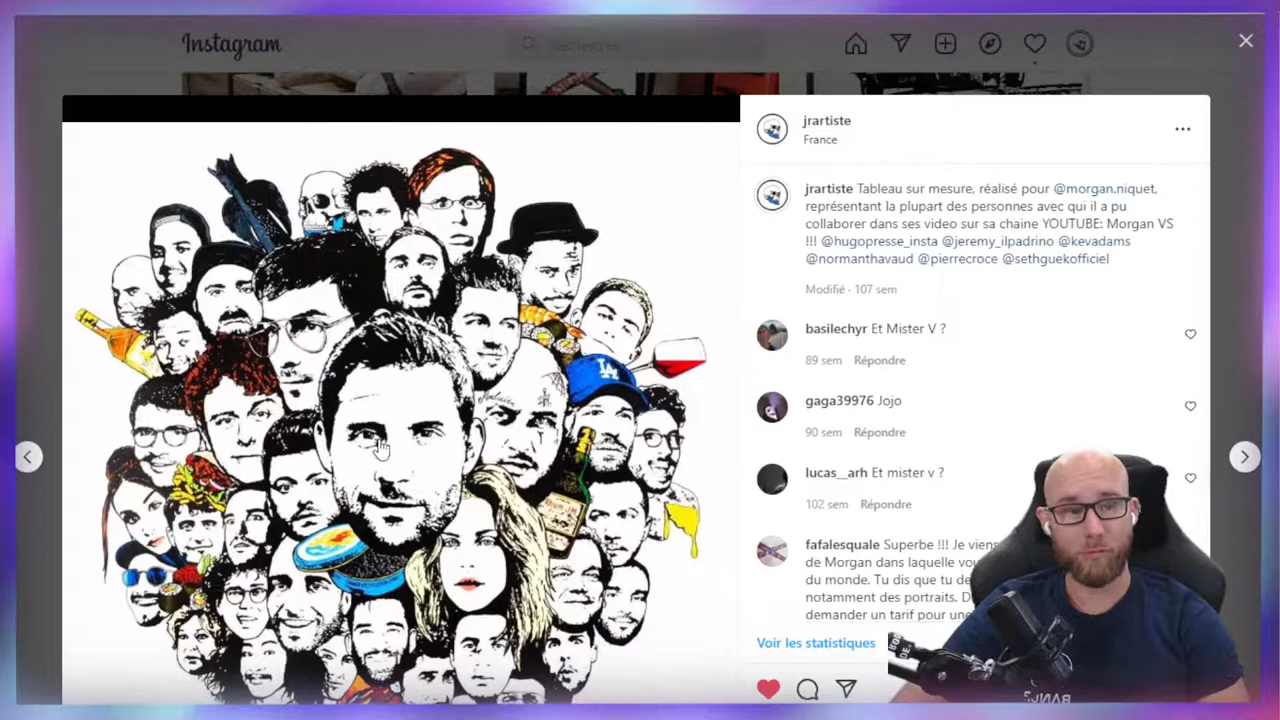 Instagram
jrartiste
France
jrartiste Tableau sur mesure, réalisé pour @morgan.niquet,
représentant la plupart des personnes avec qui il a pu
collaborer dans ses video sur sa chaine YOUTUBE: Morgan VS
!!! @hugopresse_insta @jeremy_ilpadrino @kevadams
@normanthavaud @pierrecroce @sethguekofficiel
Modifié · 107 sem
basilechyr Et Mister V ?
89 sem Répondre
gaga39976 Jojo
90 sem Répondre
lucas__arh Et mister v ?
102 sem Répondre
fafalesquale Superbe !!! Je viens
de Morgan dans laquelle
du monde. Tu dis que tu
notamment des portraits.
demander un tarif pour
Voir les statistiques
LA